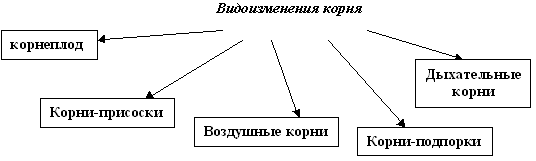 Видоизменения корня
корнеплод
Дыхательные
корни
Корни-присоски
Воздушные корни
Корни-подпорки